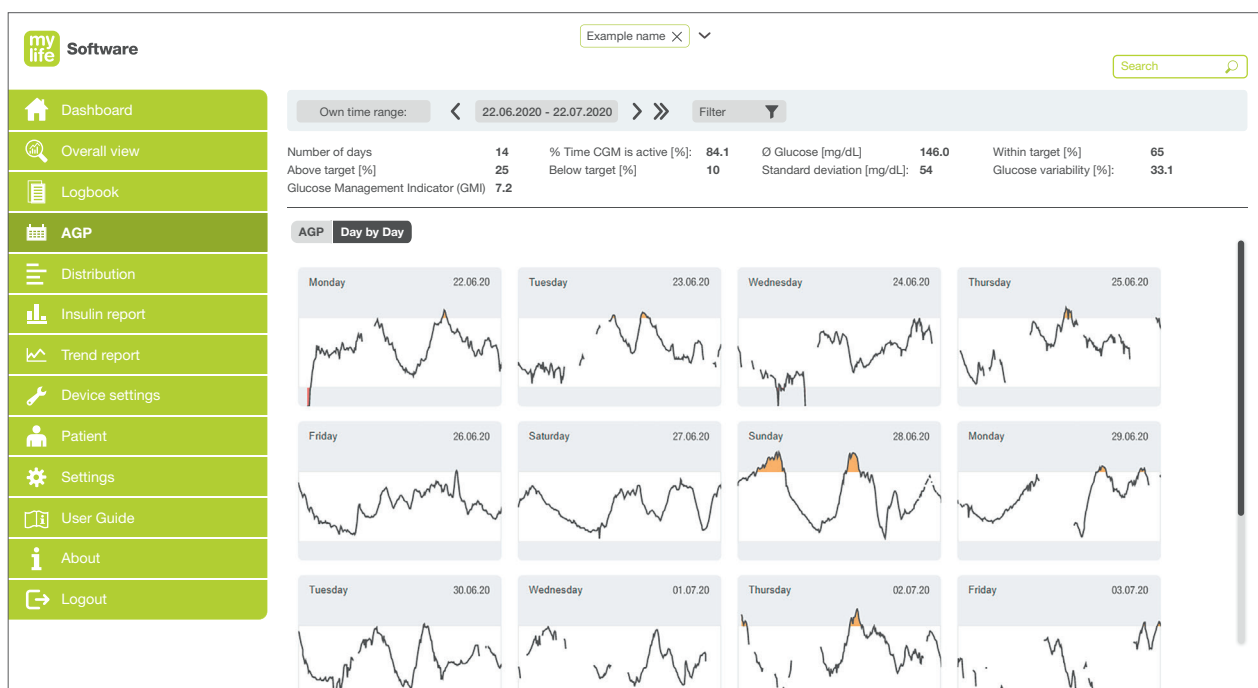 my life Software
Example name
Search
Dashboard
Overall view
Logbook
AGP
Distribution
Insulin report
Trend report
Device settings
Patient
Settings
User Guide
About
Logout
Own time range: 22.06.2020 - 22.07.2020 Filter
Number of days 14 % Time CGM is active [%]: 84.1 Ø Glucose [mg/dL] 146.0 Within target [%] 65
Above target [%] 25 Below target [%] 10 Standard deviation [mg/dL]: 54 Glucose variability [%]: 33.1
Glucose Management Indicator (GMI) 7.2
AGP Day by Day
Monday 22.06.20 Tuesday 23.06.20 Wednesday 24.06.20 Thursday 25.06.20
Friday 26.06.20 Saturday 27.06.20 Sunday 28.06.20 Monday 29.06.20
Tuesday 30.06.20 Wednesday 01.07.20 Thursday 02.07.20 Friday 03.07.20